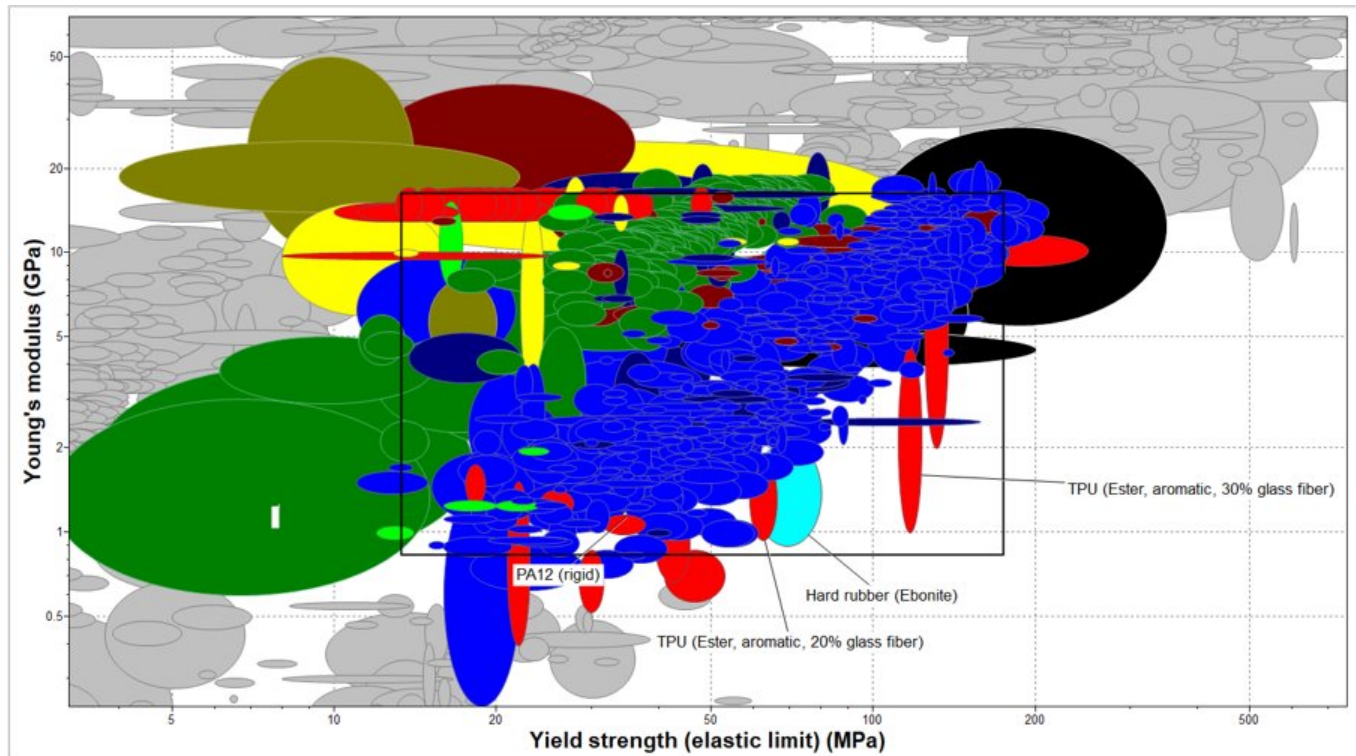 Young's modulus (GPa)
50
20
10
5
2
1
0.5
TPU (Ester, aromatic, 30% glass fiber)
PA12 (rigid)
Hard rubber (Ebonite)
TPU (Ester, aromatic, 20% glass fiber)
5
10
20
50
100
200
500
Yield strength (elastic limit) (MPa)